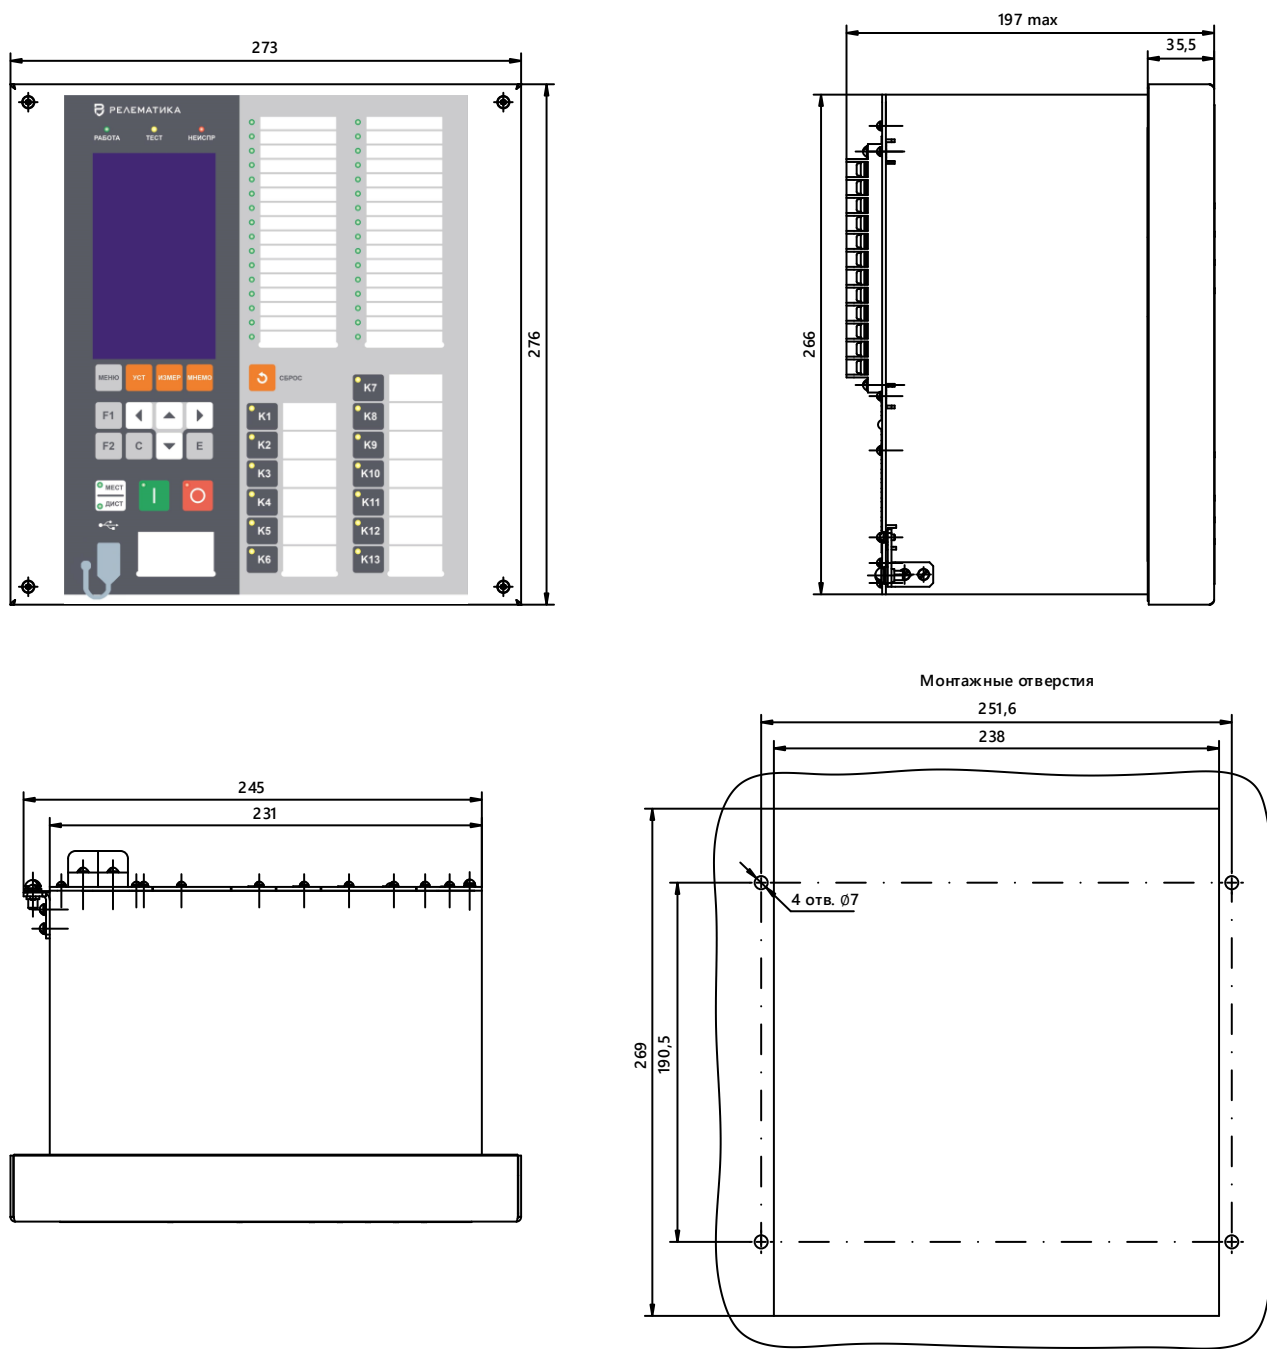 273
276
РЕЛЕМАТИКА
РАБОТА ТЕСТ НЕИСПР
МЕНЮ УСТ ИЗМЕР МНЕМО
F1
F2 C E
МЕСТ
ДИСТ
СБРОС
K1
K2
K3
K4
K5
K6
K7
K8
K9
K10
K11
K12
K13
197 max
35,5
266
245
231
Монтажные отверстия
251,6
238
269
190,5
4 отв. Ø7